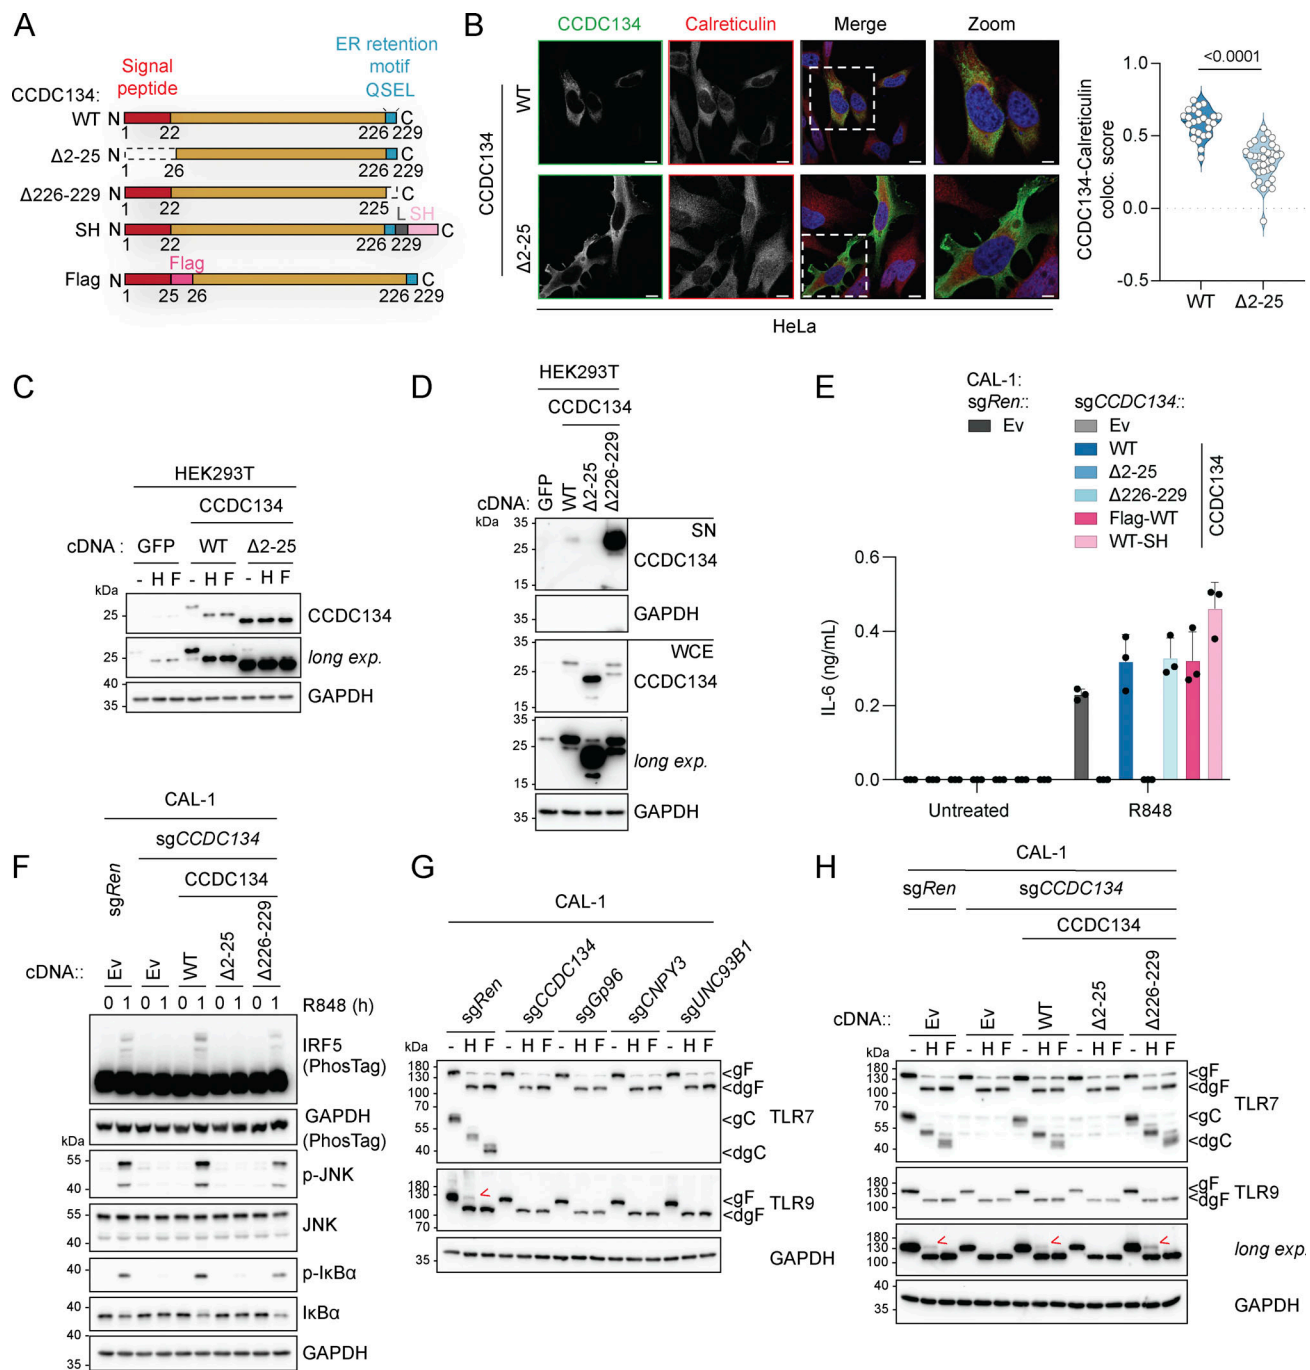 A
Signal
peptide
ER retention
motif
QSEL
CCDC134:
WT N C
1 22 226 229
Δ2-25 N C
1 26 226 229
Δ226-229 N C
1 22 225
L SH
SH N C
1 22 226 229
Flag
Flag N C
1 25 26 226 229
B
CCDC134 Calreticulin Merge Zoom
CCDC134
WT
Δ2-25
HeLa
CCDC134-Calreticulin
coloc. score
<0.0001
1.0
0.5
0.0
-0.5
WT Δ2-25
C
HEK293T
CCDC134
cDNA : GFP WT Δ2-25
- H F - H F - H F
kDa
25 CCDC134
25 long exp.
40
35 GAPDH
D
HEK293T
CCDC134
cDNA: GFP WT Δ2-25 Δ226-229
kDa
35 SN
25 CCDC134
15
35 GAPDH
35 WCE
25 CCDC134
15
35
25 long exp.
15
35 GAPDH
E
CAL-1:
sgRen:: sgCCDC134::
Ev Ev
WT
Δ2-25
Δ226-229
Flag-WT
WT-SH
CCDC134
IL-6 (ng/mL)
0.6
0.4
0.2
0.0
Untreated R848
F
CAL-1
sgRen sgCCDC134
CCDC134
cDNA:: Ev Ev WT Δ2-25 Δ226-229
0 1 0 1 0 1 0 1 0 1 R848 (h)
IRF5
(PhosTag)
GAPDH
(PhosTag)
kDa
55 p-JNK
40
55 JNK
40
40 p-IκBα
40 IκBα
40 GAPDH
35
G
CAL-1
sgRen sgCCDC134 sgGp96 sgCNPY3 sgUNC93B1
- H F - H F - H F - H F - H F
kDa
180 <gF
130
100 <dgF
70
55 <gC TLR7
40 <dgC
180
130 <gF TLR9
100 <dgF
70
35 GAPDH
H
CAL-1
sgRen sgCCDC134
CCDC134
cDNA:: Ev Ev WT Δ2-25 Δ226-229
- H F - H F - H F - H F - H F
kDa
180 <gF
130
100 <dgF
70 TLR7
55 <gC
40 <dgC
180 <gF
130 TLR9
100 <dgF
180
130 long exp.
100
40
35 GAPDH